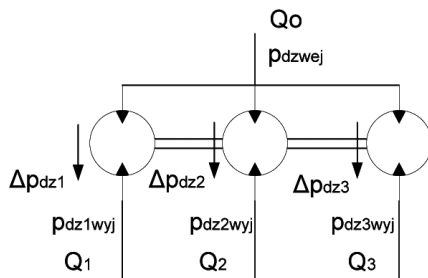 Qo
pdzwej
Δpdz1 Δpdz2 Δpdz3
pdz1wyj pdz2wyj pdz3wyj
Q1 Q2 Q3